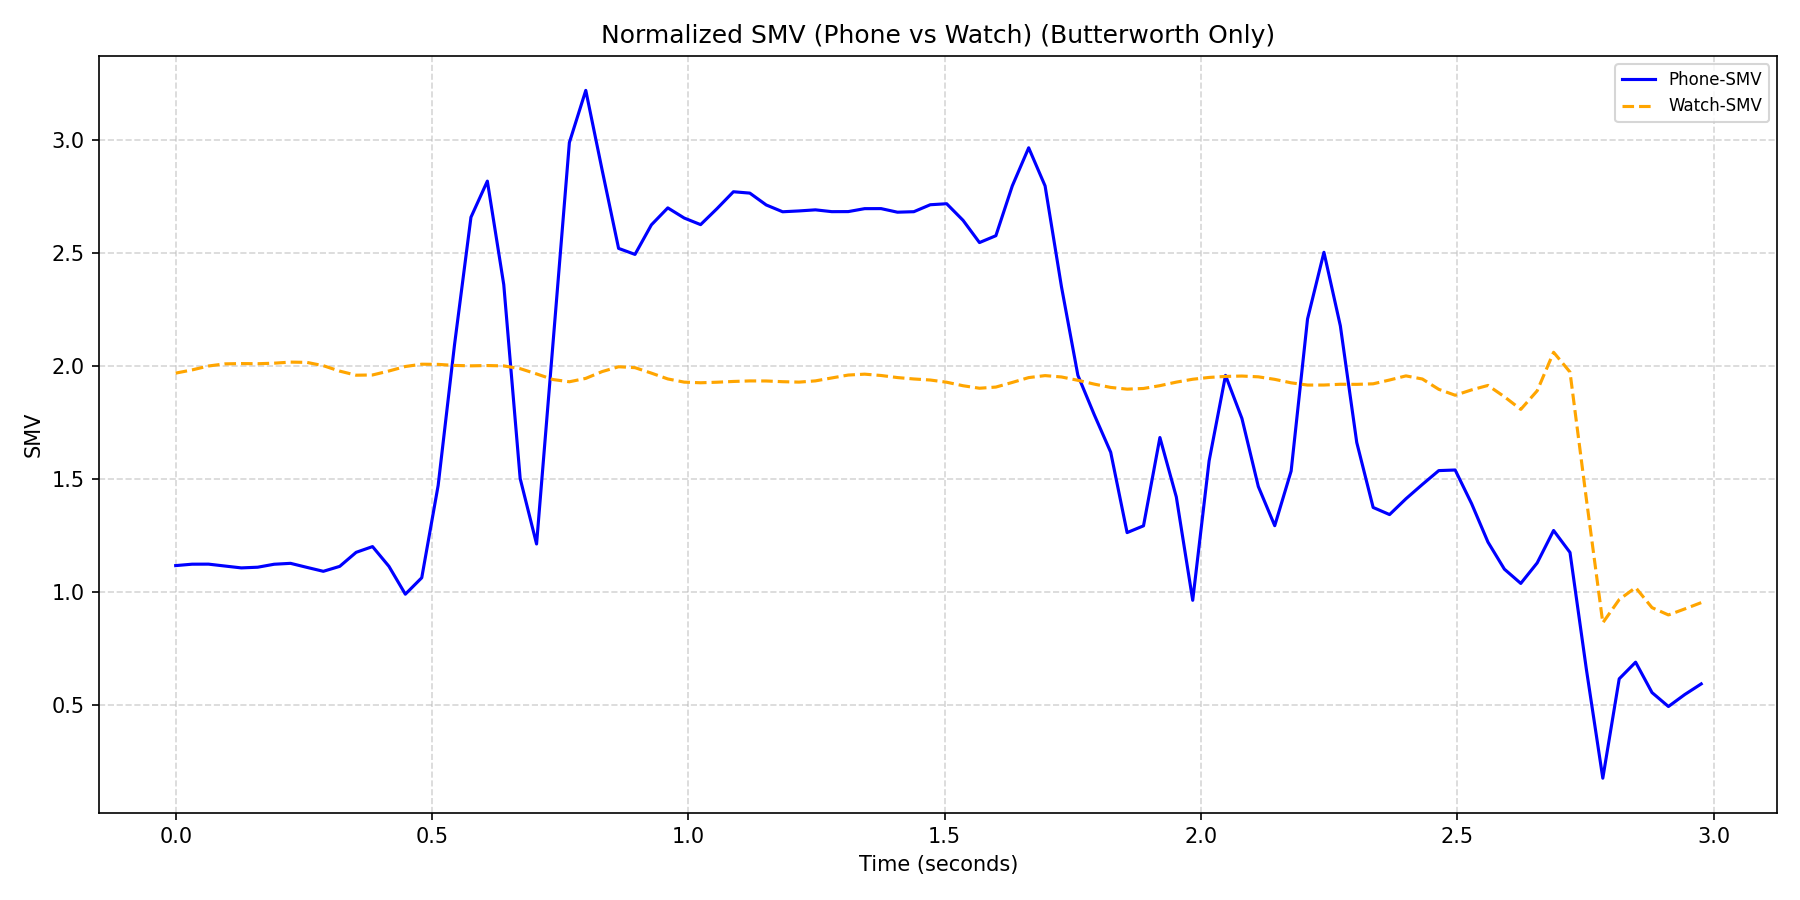 Normalized SMV (Phone vs Watch) (Butterworth Only)
Phone-SMV
Watch-SMV
SMV
3.0
2.5
2.0
1.5
1.0
0.5
0.0 0.5 1.0 1.5 2.0 2.5 3.0
Time (seconds)